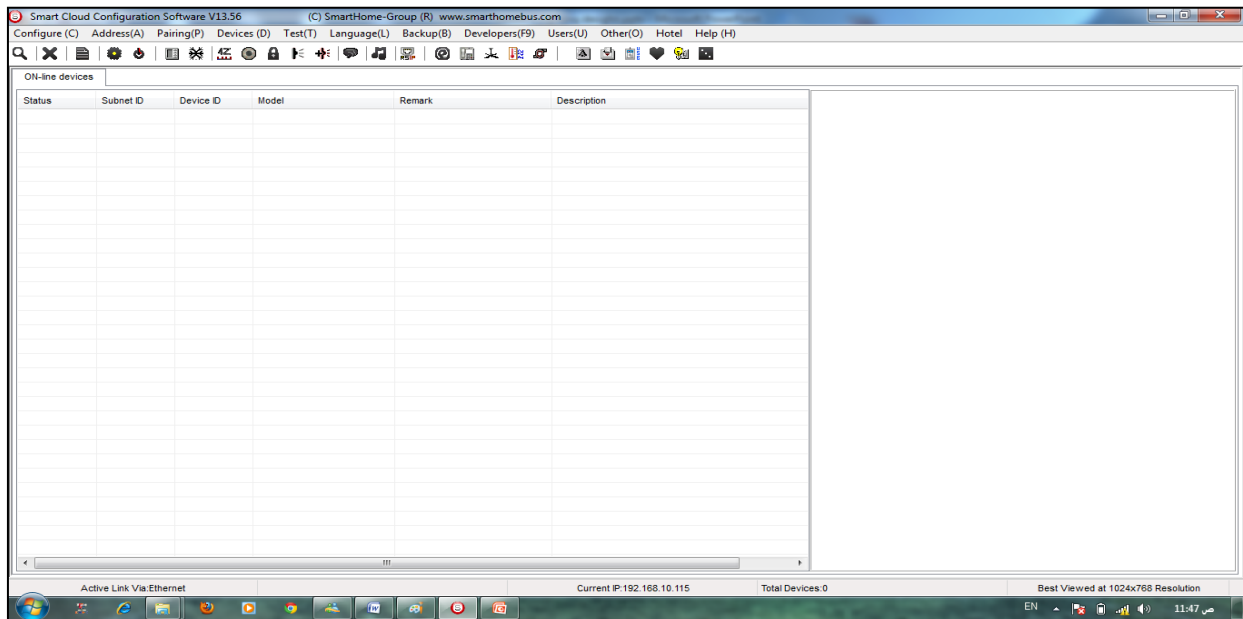 Smart Cloud Configuration Software V13.56 (C) SmartHome-Group (R) www.smarthomebus.com
Configure (C) Address(A) Pairing(P) Devices (D) Test(T) Language(L) Backup(B) Developers(F9) Users(U) Other(O) Hotel Help (H)
ON-line devices
Status Subnet ID Device ID Model Remark Description
Active Link Via:Ethernet Current IP:192.168.10.115 Total Devices:0 Best Viewed at 1024x768 Resolution
EN 11:47 ص